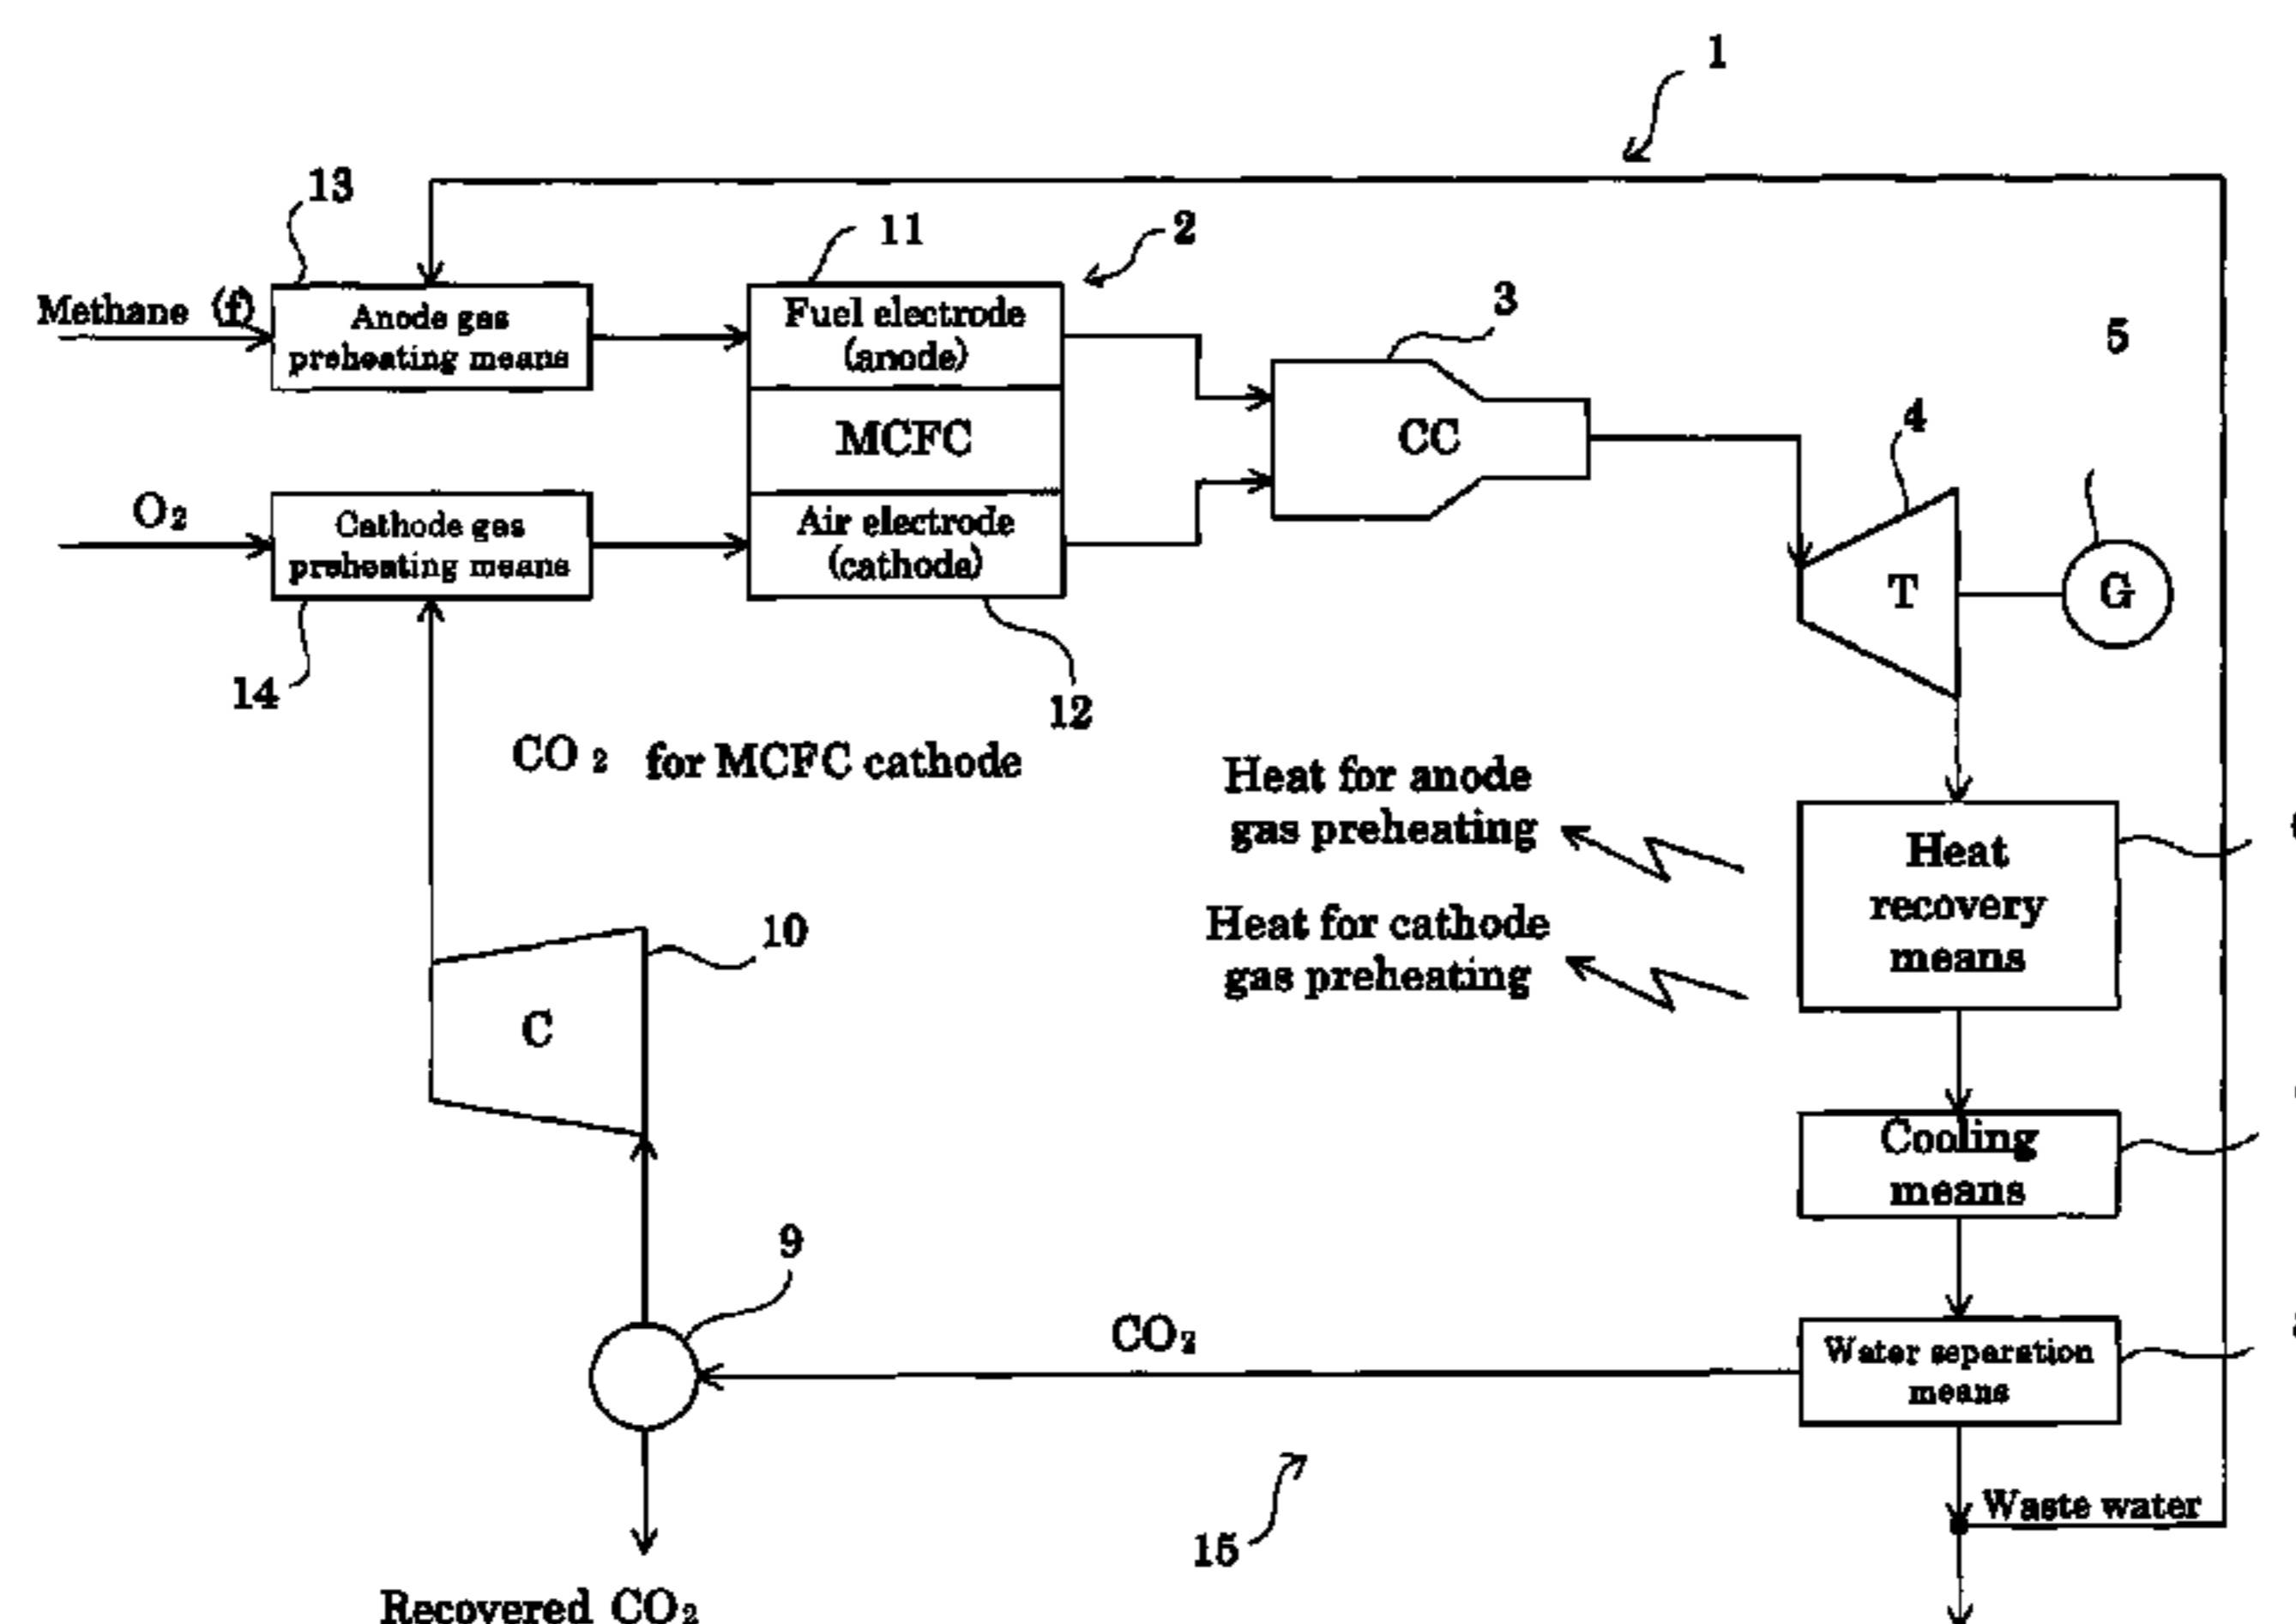 1
13
11
2
Methane (f)
Anode gas
preheating means
Fuel electrode
(anode)
3
5
MCFC
CC
4
O₂
Cathode gas
preheating means
Air electrode
(cathode)
T
G
14
12
CO₂ for MCFC cathode
Heat for anode
gas preheating
Heat
recovery
means
Heat for cathode
gas preheating
10
C
Cooling
means
9
CO₂
Water separation
means
Waste water
15
Recovered CO₂